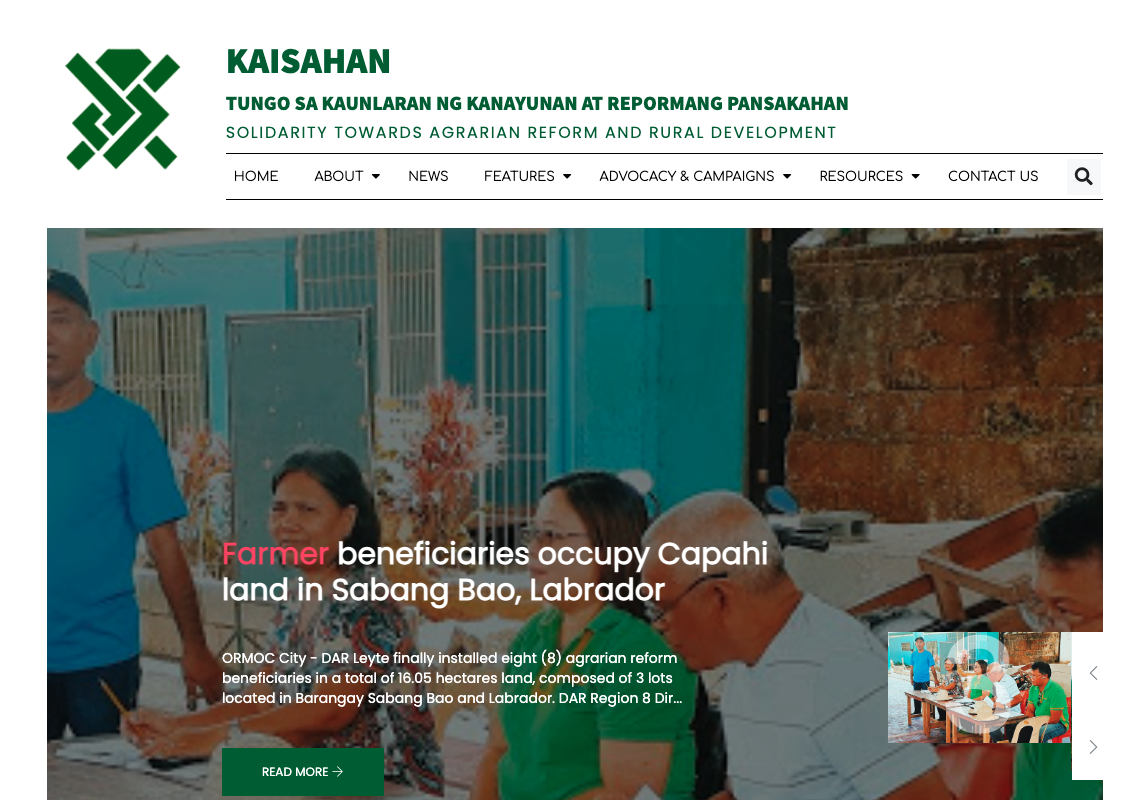 KAISAHAN
TUNGO SA KAUNLARAN NG KANAYUNAN AT REPORMANG PANSAKAHAN
SOLIDARITY TOWARDS AGRARIAN REFORM AND RURAL DEVELOPMENT
HOME ABOUT NEWS FEATURES ADVOCACY & CAMPAIGNS RESOURCES CONTACT US
Farmer beneficiaries occupy Capahi
land in Sabang Bao, Labrador
ORMOC City - DAR Leyte finally installed eight (8) agrarian reform
beneficiaries in a total of 16.05 hectares land, composed of 3 lots
located in Barangay Sabang Bao and Labrador. DAR Region 8 Dir...
READ MORE